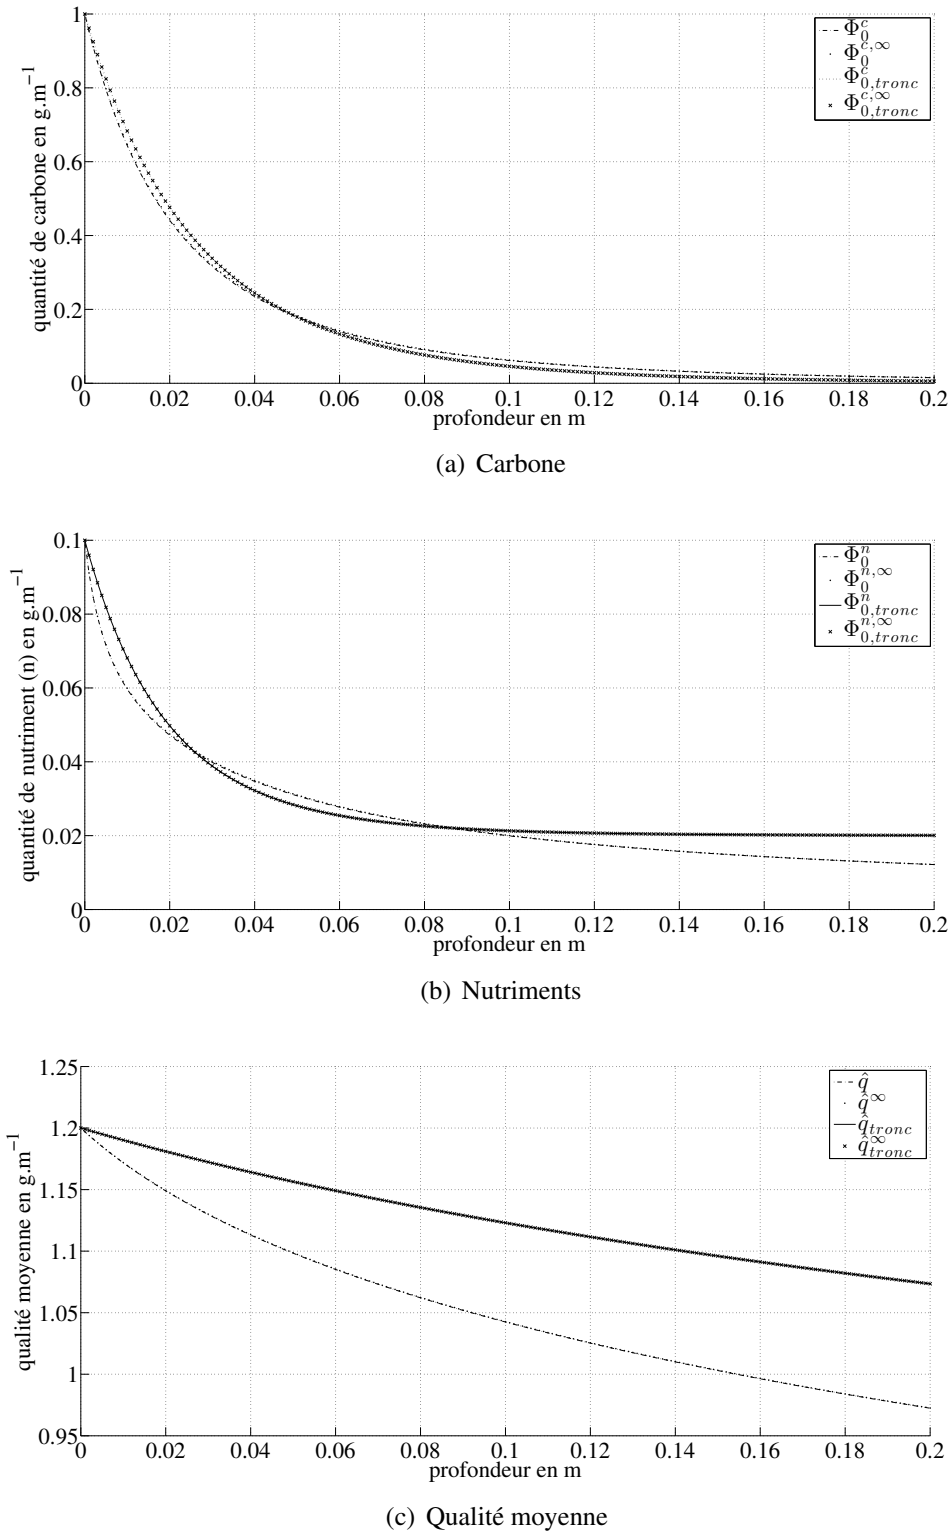 1
0.8
0.6
0.4
0.2
0
quantité de carbone en g.m⁻¹
Φ₀ᶜ
Φ₀ᶜ,∞
Φᶜ₀,tronc
Φᶜ,∞₀,tronc
0 0.02 0.04 0.06 0.08 0.1 0.12 0.14 0.16 0.18 0.2
profondeur en m
(a) Carbone
0.1
0.08
0.06
0.04
0.02
0
quantité de nutriment (n) en g.m⁻¹
Φ₀ⁿ
Φ₀ⁿ,∞
Φⁿ₀,tronc
Φⁿ,∞₀,tronc
0 0.02 0.04 0.06 0.08 0.1 0.12 0.14 0.16 0.18 0.2
profondeur en m
(b) Nutriments
1.25
1.2
1.15
1.1
1.05
1
0.95
qualité moyenne en g.m⁻¹
q̂
q̂∞
q̂tronc
q̂∞tronc
0 0.02 0.04 0.06 0.08 0.1 0.12 0.14 0.16 0.18 0.2
profondeur en m
(c) Qualité moyenne